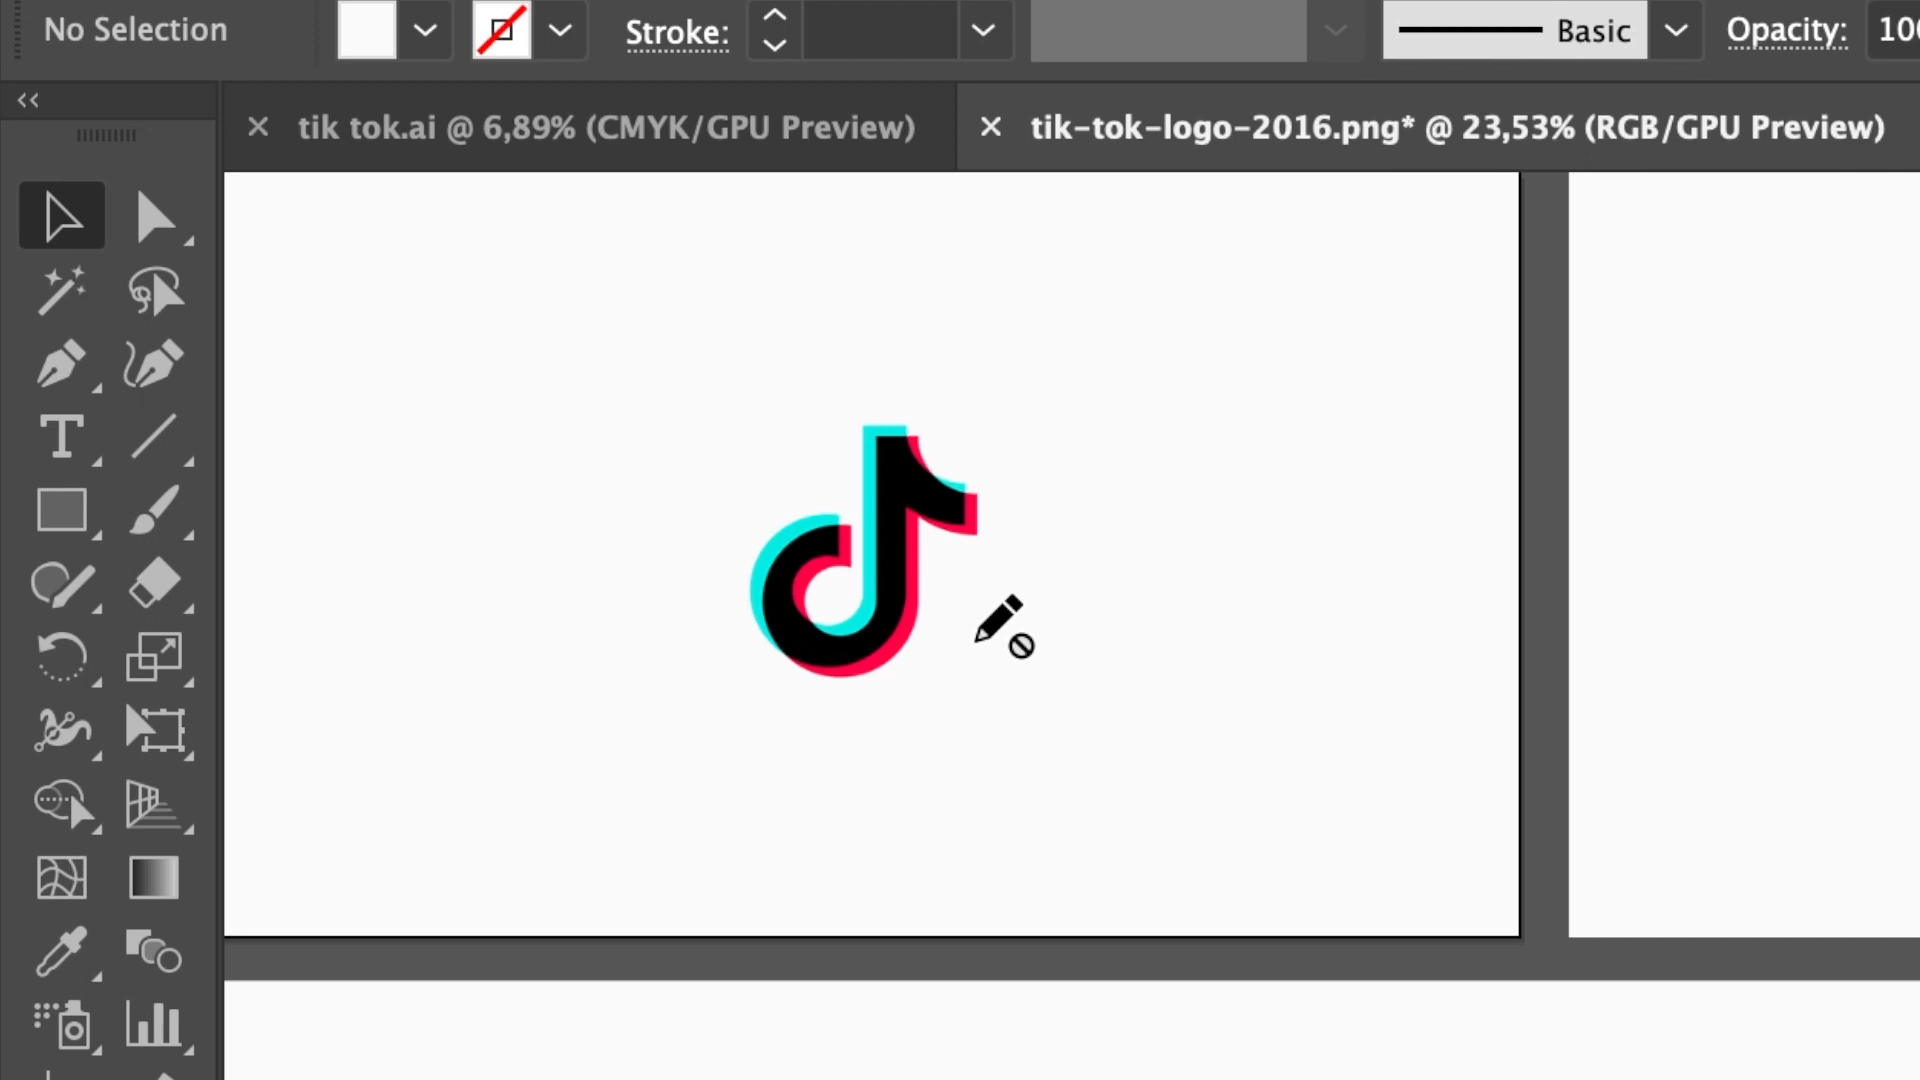 No Selection
Stroke:
Basic
Opacity:
100
tik tok.ai @ 6,89% (CMYK/GPU Preview)
tik-tok-logo-2016.png* @ 23,53% (RGB/GPU Preview)